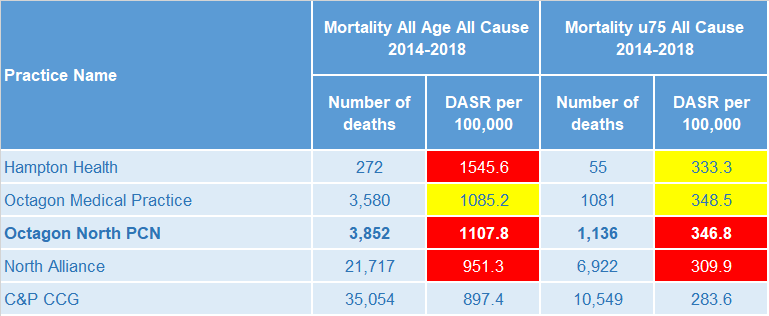 Practice Name
Mortality All Age All Cause
2014-2018
Mortality u75 All Cause
2014-2018
Number of
deaths
DASR per
100,000
Number of
deaths
DASR per
100,000
Hampton Health 272 1545.6 55 333.3
Octagon Medical Practice 3,580 1085.2 1081 348.5
Octagon North PCN 3,852 1107.8 1,136 346.8
North Alliance 21,717 951.3 6,922 309.9
C&P CCG 35,054 897.4 10,549 283.6